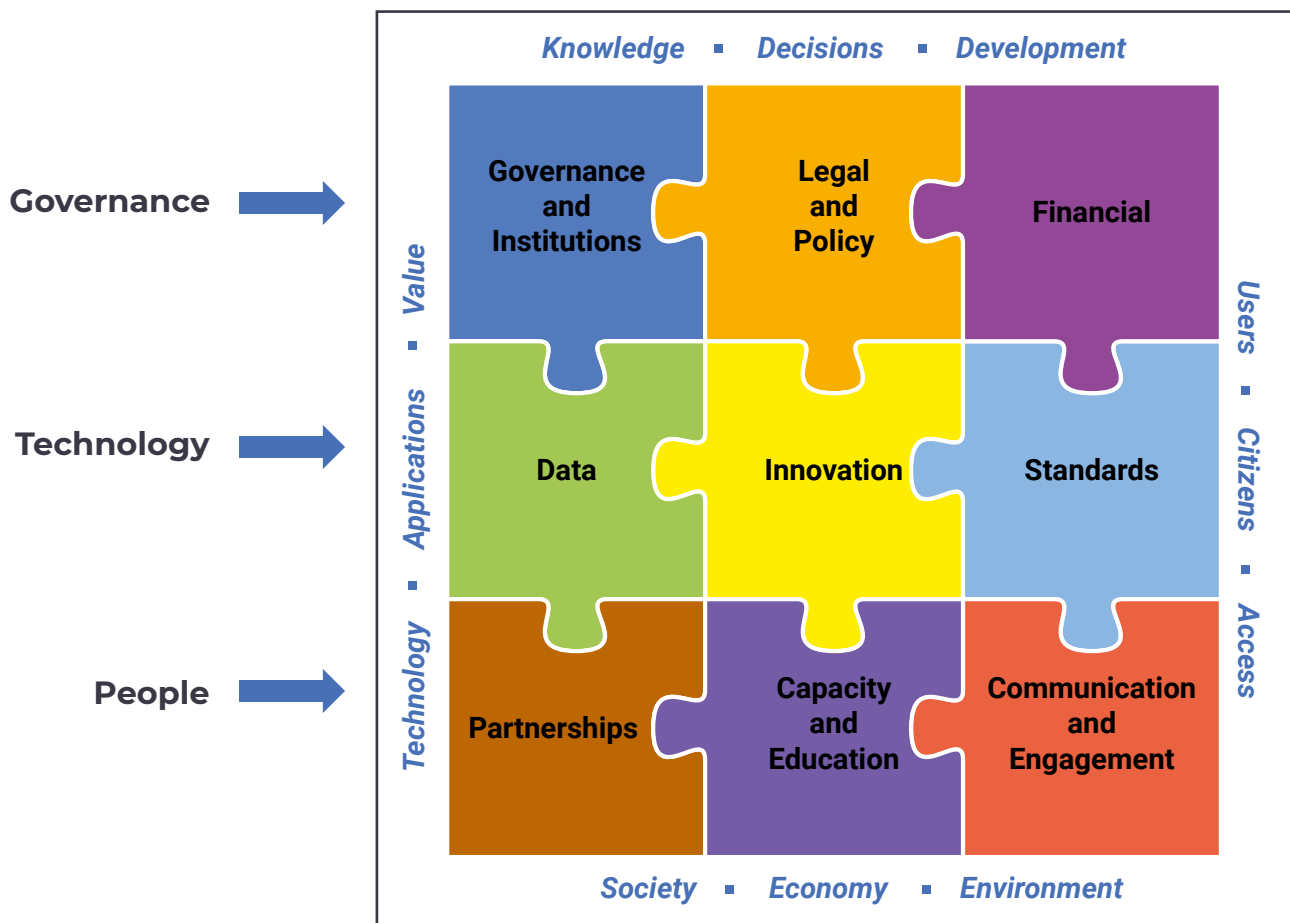 Knowledge ▪ Decisions ▪ Development
Governance
Governance
and
Institutions
Legal
and
Policy
Financial
Technology
Data
Innovation
Standards
People
Partnerships
Capacity
and
Education
Communication
and
Engagement
Technology ▪ Applications ▪ Value
Users ▪ Citizens ▪ Access
Society ▪ Economy ▪ Environment